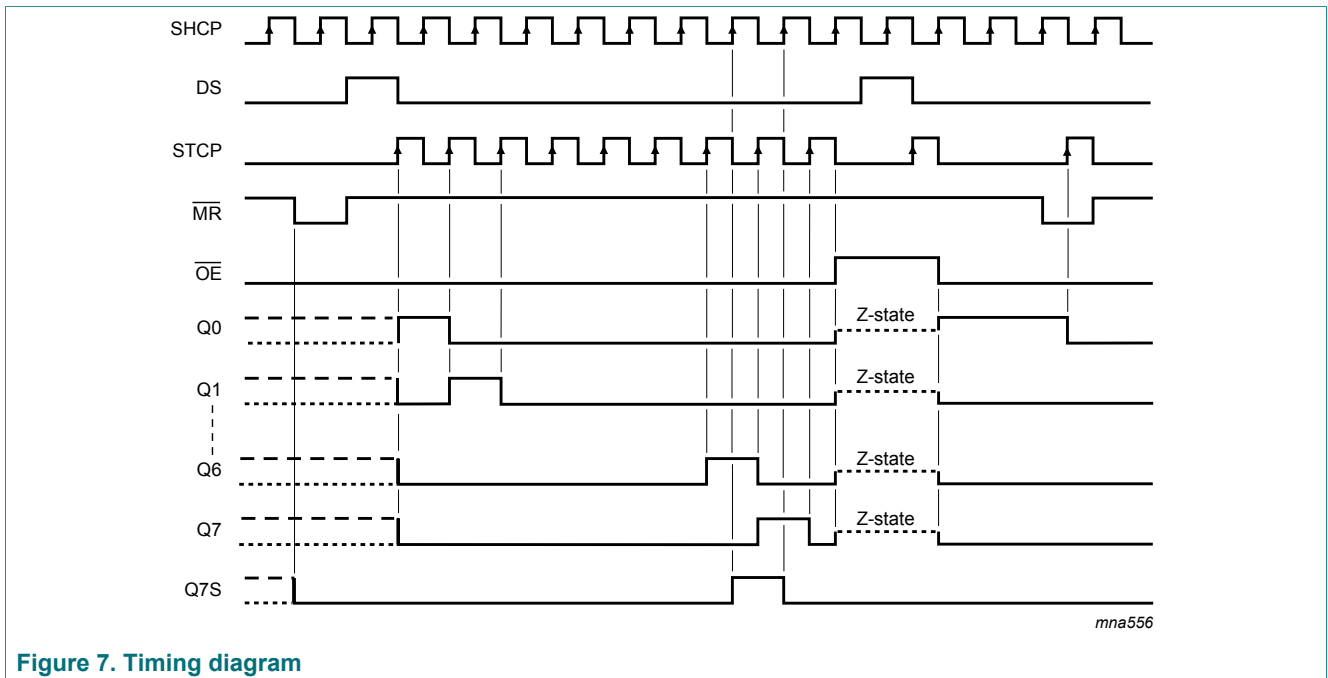 SHCP
DS
STCP
MR
OE
Q0
Z-state
Q1
Z-state
Q6
Z-state
Q7
Z-state
Q7S
mna556
Figure 7. Timing diagram